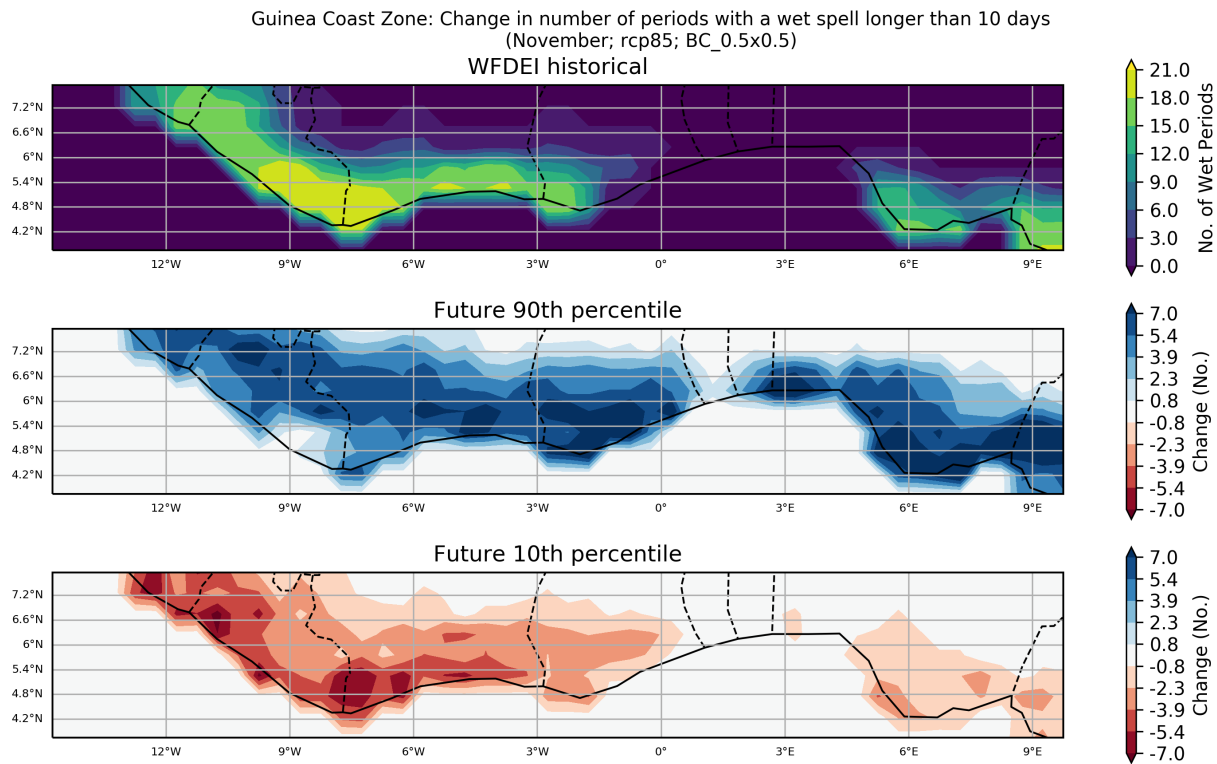 Guinea Coast Zone: Change in number of periods with a wet spell longer than 10 days
(November; rcp85; BC_0.5x0.5)
WFDEI historical
7.2°N
6.6°N
6°N
5.4°N
4.8°N
4.2°N
12°W 9°W 6°W 3°W 0° 3°E 6°E 9°E
21.0
18.0
15.0
12.0
9.0
6.0
3.0
0.0
No. of Wet Periods
Future 90th percentile
7.2°N
6.6°N
6°N
5.4°N
4.8°N
4.2°N
12°W 9°W 6°W 3°W 0° 3°E 6°E 9°E
7.0
5.4
3.9
2.3
0.8
-0.8
-2.3
-3.9
-5.4
-7.0
Change (No.)
Future 10th percentile
7.2°N
6.6°N
6°N
5.4°N
4.8°N
4.2°N
12°W 9°W 6°W 3°W 0° 3°E 6°E 9°E
7.0
5.4
3.9
2.3
0.8
-0.8
-2.3
-3.9
-5.4
-7.0
Change (No.)